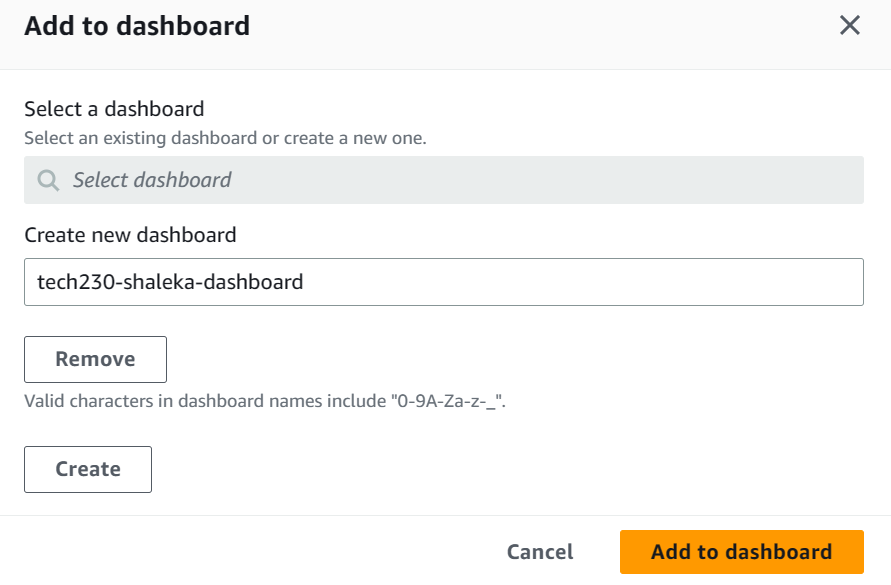 Add to dashboard
Select a dashboard
Select an existing dashboard or create a new one.
Select dashboard
Create new dashboard
tech230-shaleka-dashboard
Remove
Valid characters in dashboard names include "0-9A-Za-z-_".
Create
Cancel Add to dashboard